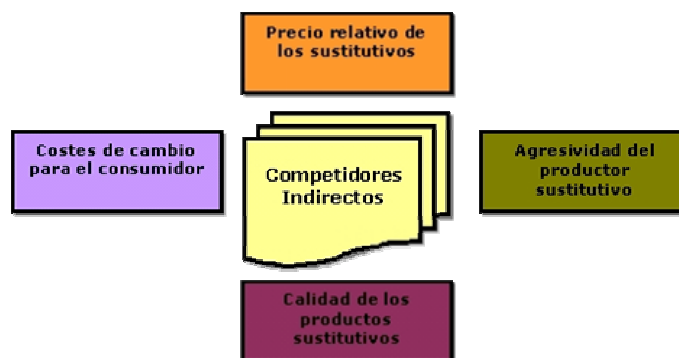 Precio relativo de
los sustitutivos
Costes de cambio
para el consumidor
Competidores
Indirectos
Agresividad del
productor
sustitutivo
Calidad de los
productos
sustitutivos